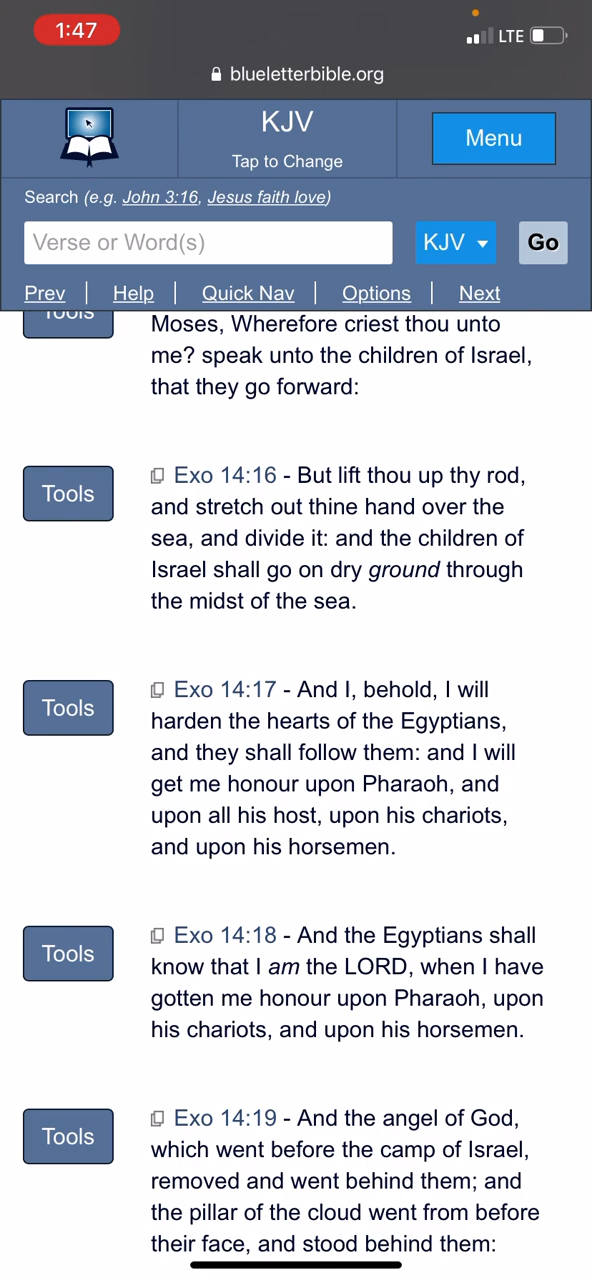 1:47
LTE
blueletterbible.org
KJV
Tap to Change
Menu
Search (e.g. John 3:16, Jesus faith love)
Verse or Word(s)
KJV
Go
Prev | Help | Quick Nav | Options | Next
Tools
Moses, Wherefore criest thou unto
me? speak unto the children of Israel,
that they go forward:
Tools
Exo 14:16 - But lift thou up thy rod,
and stretch out thine hand over the
sea, and divide it: and the children of
Israel shall go on dry ground through
the midst of the sea.
Tools
Exo 14:17 - And I, behold, I will
harden the hearts of the Egyptians,
and they shall follow them: and I will
get me honour upon Pharaoh, and
upon all his host, upon his chariots,
and upon his horsemen.
Tools
Exo 14:18 - And the Egyptians shall
know that I am the LORD, when I have
gotten me honour upon Pharaoh, upon
his chariots, and upon his horsemen.
Tools
Exo 14:19 - And the angel of God,
which went before the camp of Israel,
removed and went behind them; and
the pillar of the cloud went from before
their face, and stood behind them: